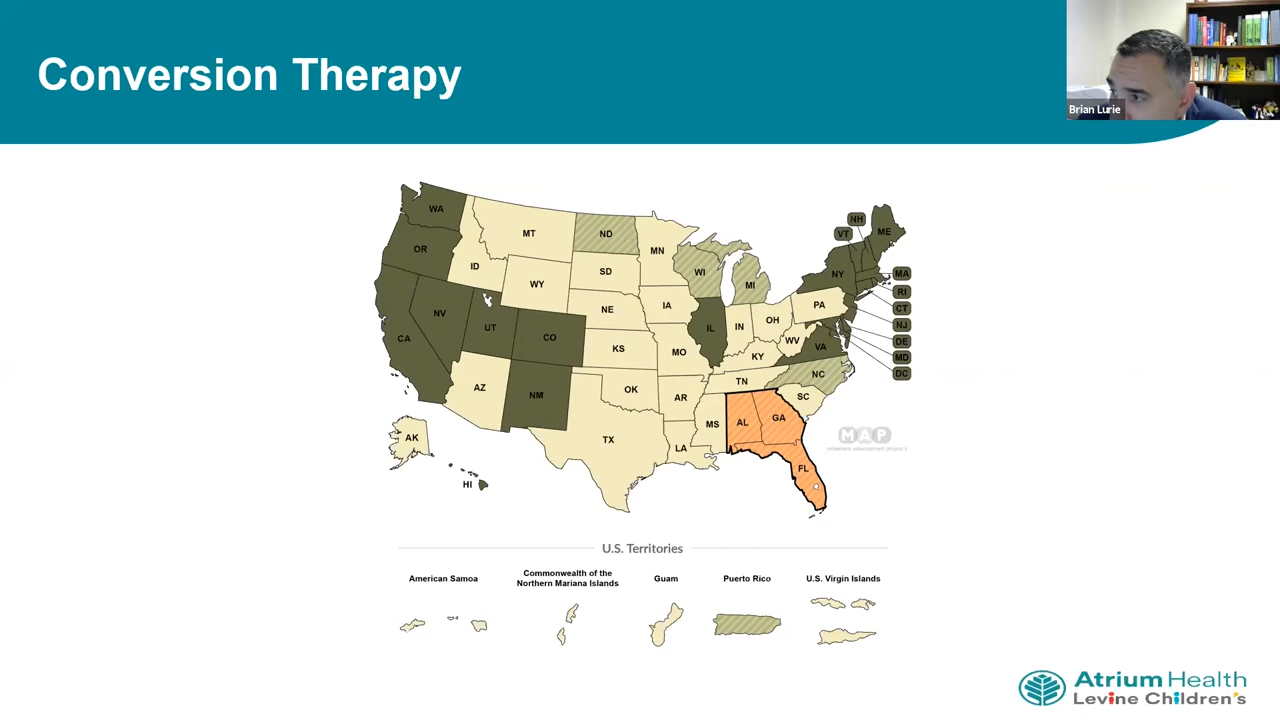 Conversion Therapy
Brian Lurie
WA
OR
CA
NV
ID
MT
WY
UT
CO
AZ
NM
ND
SD
NE
KS
OK
TX
MN
IA
MO
AR
LA
WI
IL
MI
IN
OH
KY
TN
MS
AL
GA
FL
SC
NC
VA
WV
PA
NY
VT
NH
ME
MA
RI
CT
NJ
DE
MD
DC
AK
HI
MAP
U.S. Territories
American Samoa
Commonwealth of the
Northern Mariana Islands
Guam
Puerto Rico
U.S. Virgin Islands
Atrium Health
Levine Children's